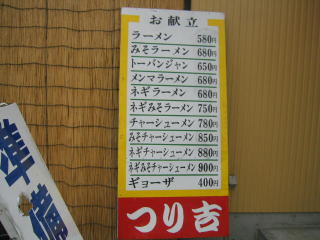 お献立
ラーメン 580円
みそラーメン 680円
トーバンジャン 650円
メンマラーメン 680円
ネギラーメン 680円
ネギみそラーメン 750円
チャーシューメン 780円
みそチャーシューメン 850円
ネギチャーシューメン 880円
ネギみそチャーシューメン 900円
ギョーザ 400円
つり吉
準備